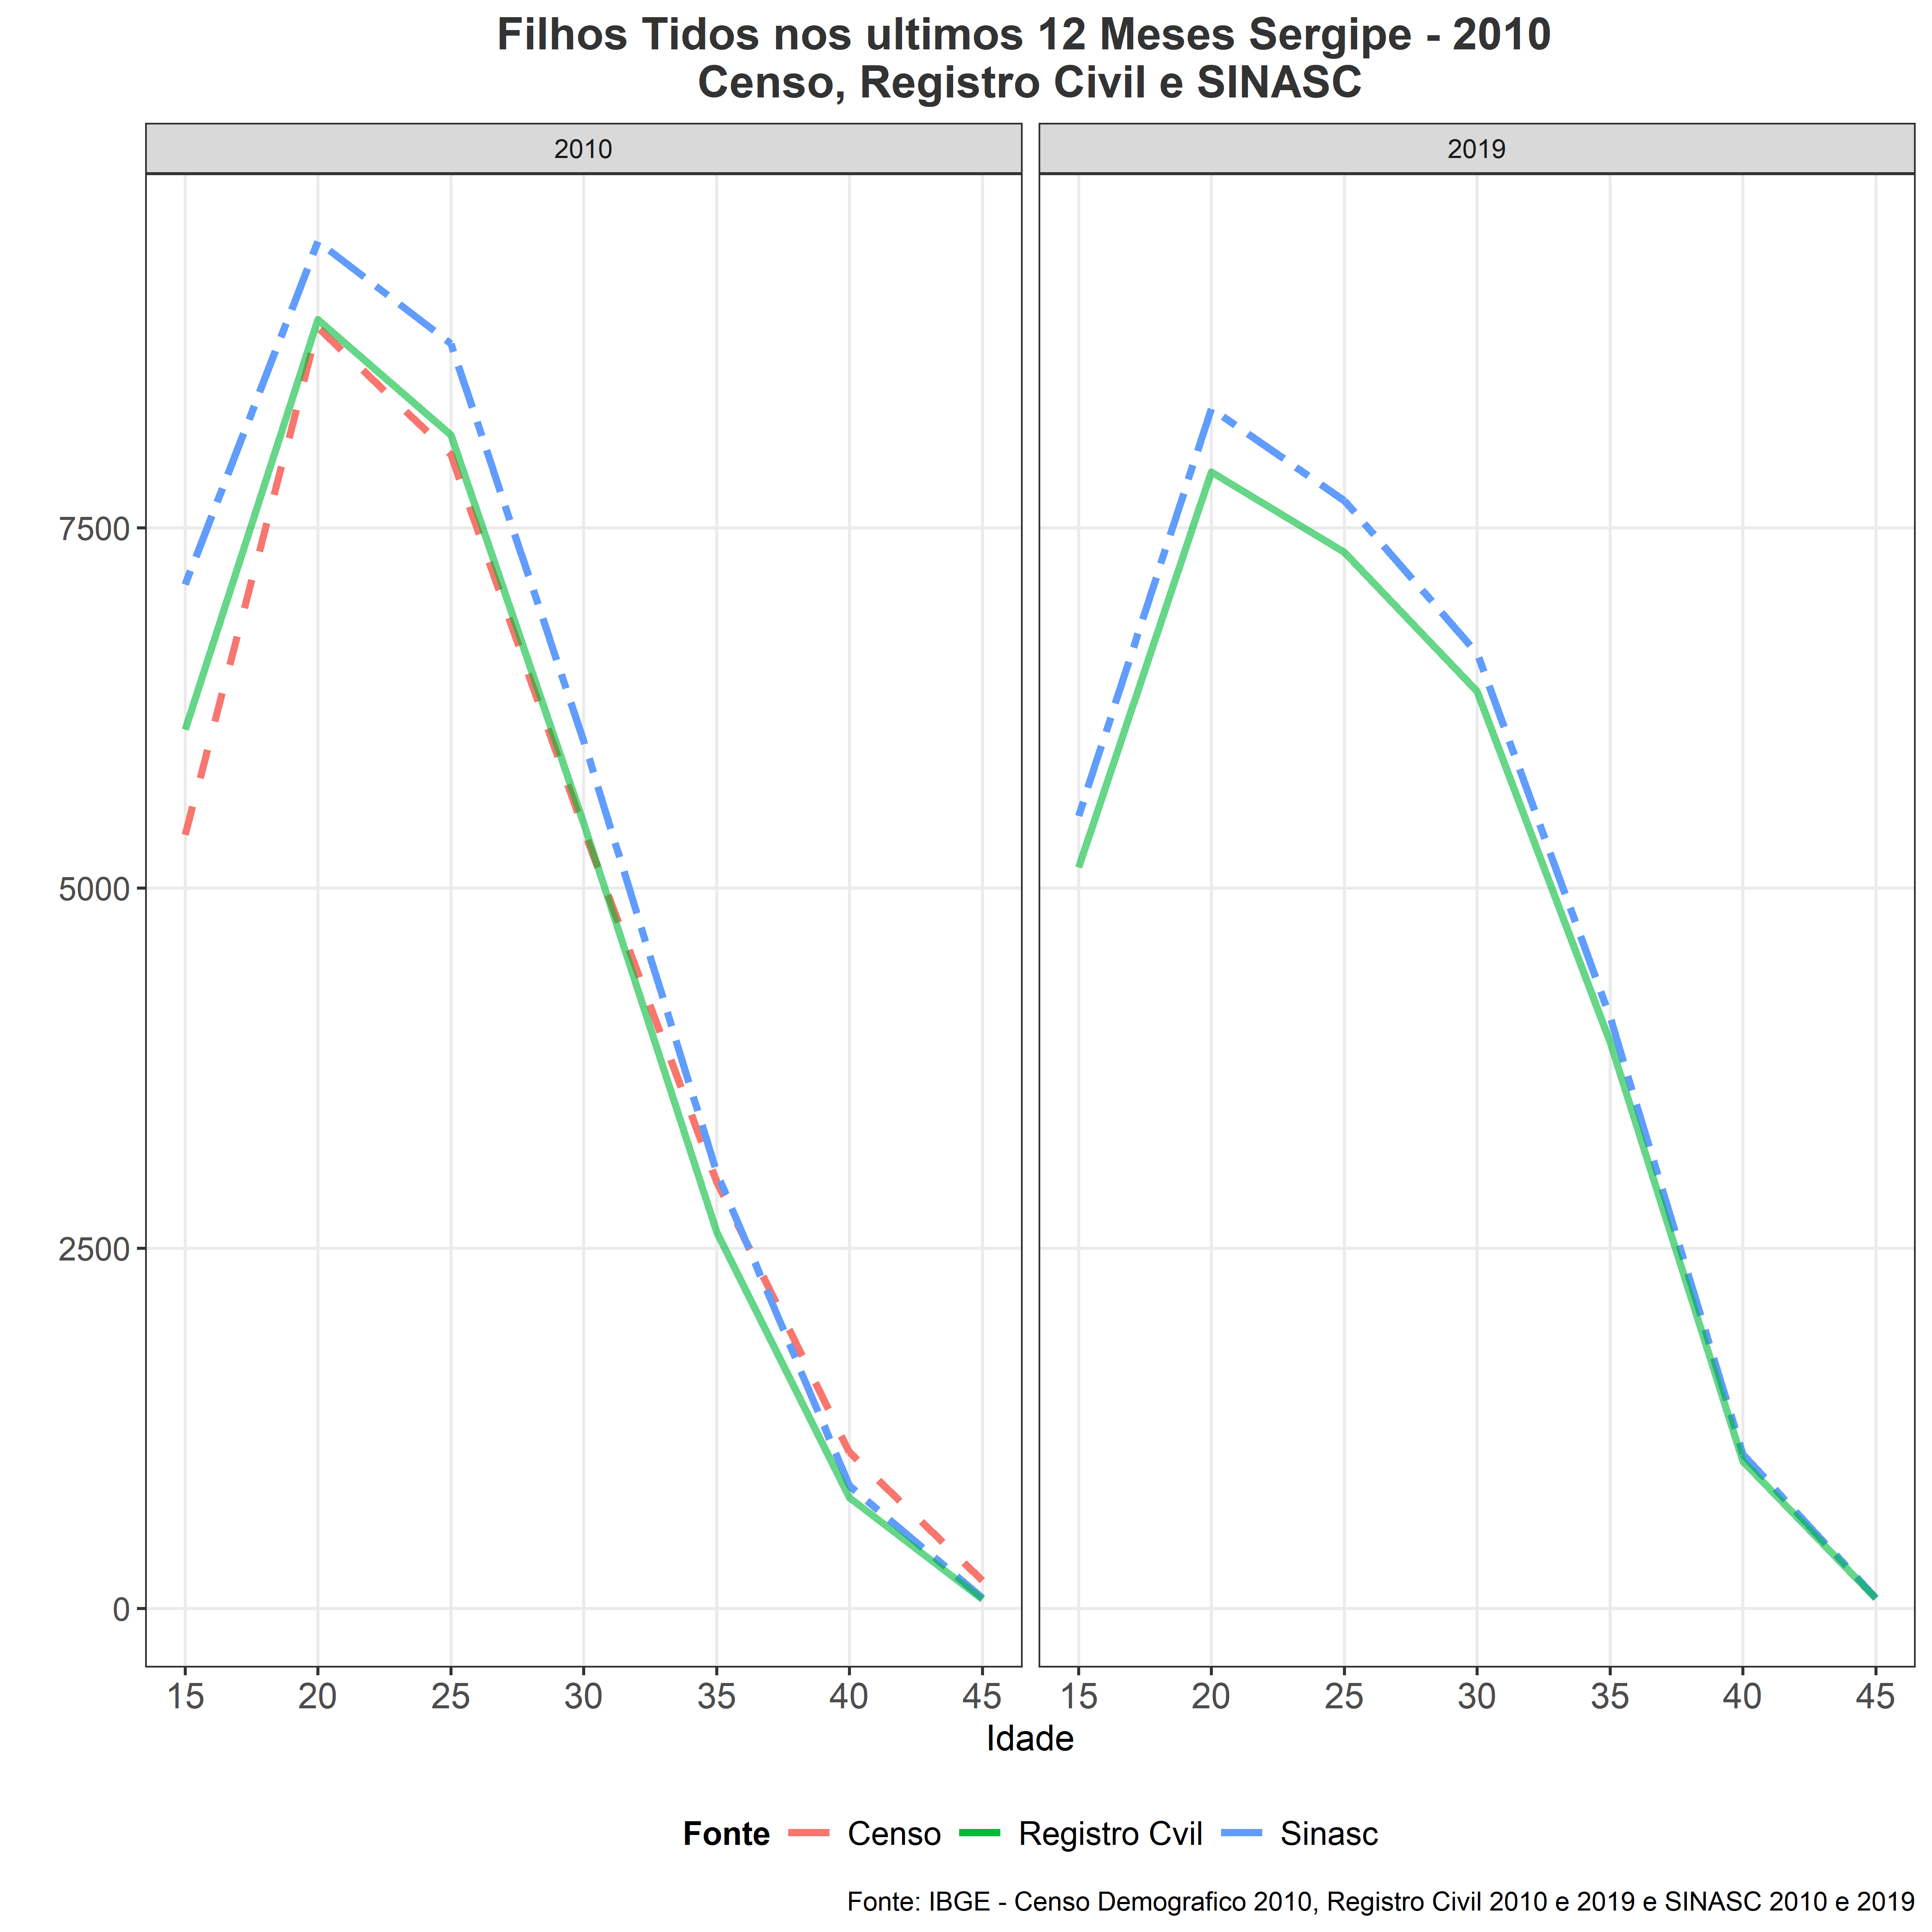 Filhos Tidos nos ultimos 12 Meses Sergipe - 2010
Censo, Registro Civil e SINASC
2010
2019
7500
5000
2500
0
15 20 25 30 35 40 45
15 20 25 30 35 40 45
Idade
Fonte Censo Registro Cvil Sinasc
Fonte: IBGE - Censo Demografico 2010, Registro Civil 2010 e 2019 e SINASC 2010 e 2019